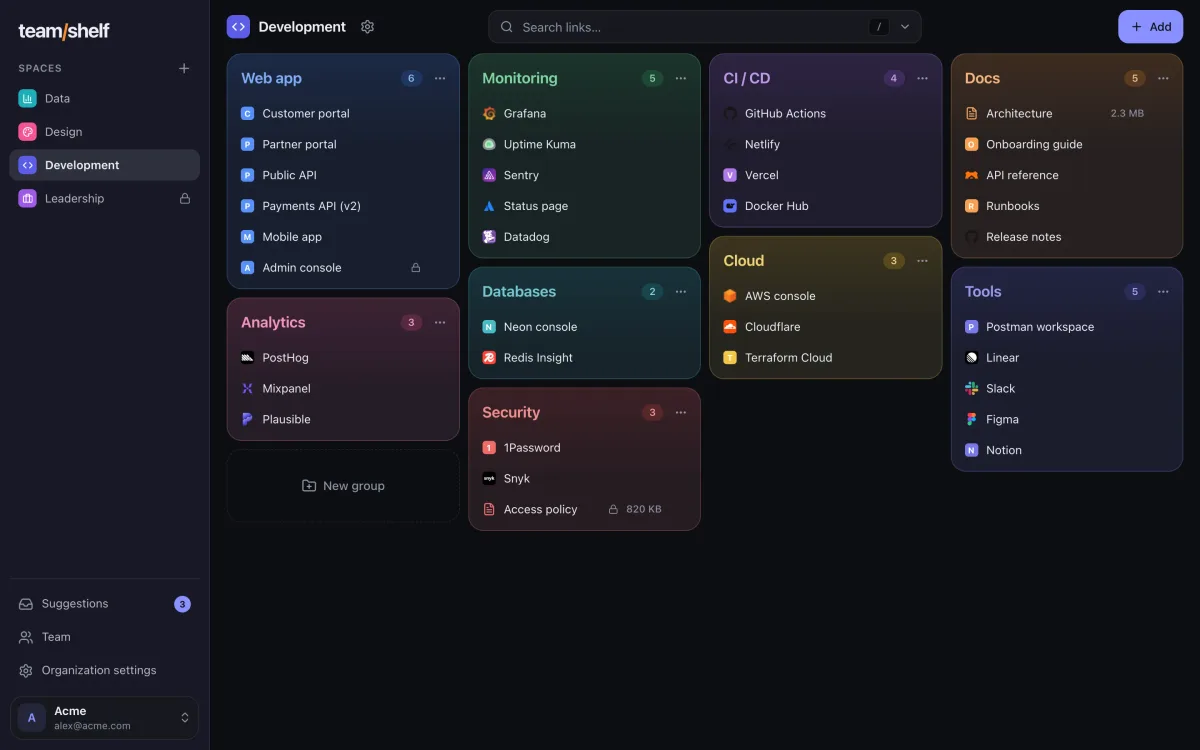 team/shelf
SPACES
Data
Design
Development
Leadership
Suggestions 3
Team
Organization settings
A
Acme
alex@acme.com
Development
Search links...
/
Add
Web app 6
C Customer portal
P Partner portal
P Public API
P Payments API (v2)
M Mobile app
A Admin console
Analytics 3
PostHog
Mixpanel
Plausible
New group
Monitoring 5
Grafana
Uptime Kuma
Sentry
Status page
Datadog
Databases 2
N Neon console
Redis Insight
Security 3
1 1Password
snyk Snyk
Access policy 820 KB
CI / CD 4
GitHub Actions
Netlify
V Vercel
Docker Hub
Cloud 3
AWS console
Cloudflare
T Terraform Cloud
Docs 5
Architecture 2.3 MB
O Onboarding guide
API reference
R Runbooks
Release notes
Tools 5
P Postman workspace
Linear
Slack
Figma
N Notion